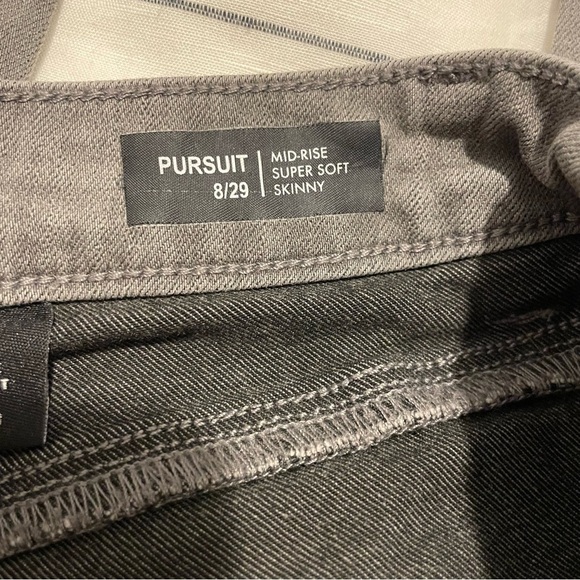 PURSUIT
8/29
MID-RISE
SUPER SOFT
SKINNY